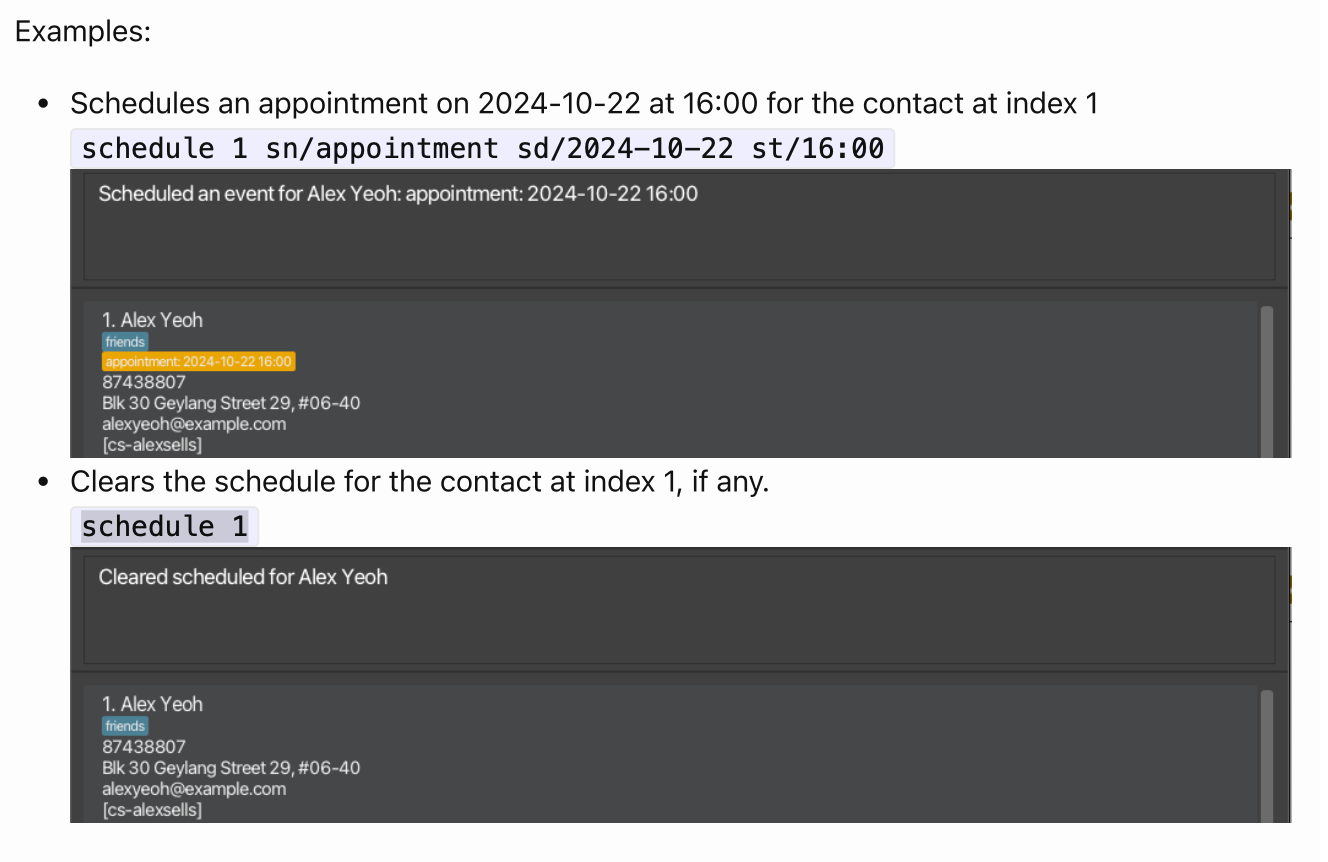 Examples:
Schedules an appointment on 2024-10-22 at 16:00 for the contact at index 1
schedule 1 sn/appointment sd/2024-10-22 st/16:00
Scheduled an event for Alex Yeoh: appointment: 2024-10-22 16:00
1. Alex Yeoh
friends
appointment: 2024-10-22 16:00
87438807
Blk 30 Geylang Street 29, #06-40
alexyeoh@example.com
[cs-alexsells]
Clears the schedule for the contact at index 1, if any.
schedule 1
Cleared scheduled for Alex Yeoh
1. Alex Yeoh
friends
87438807
Blk 30 Geylang Street 29, #06-40
alexyeoh@example.com
[cs-alexsells]